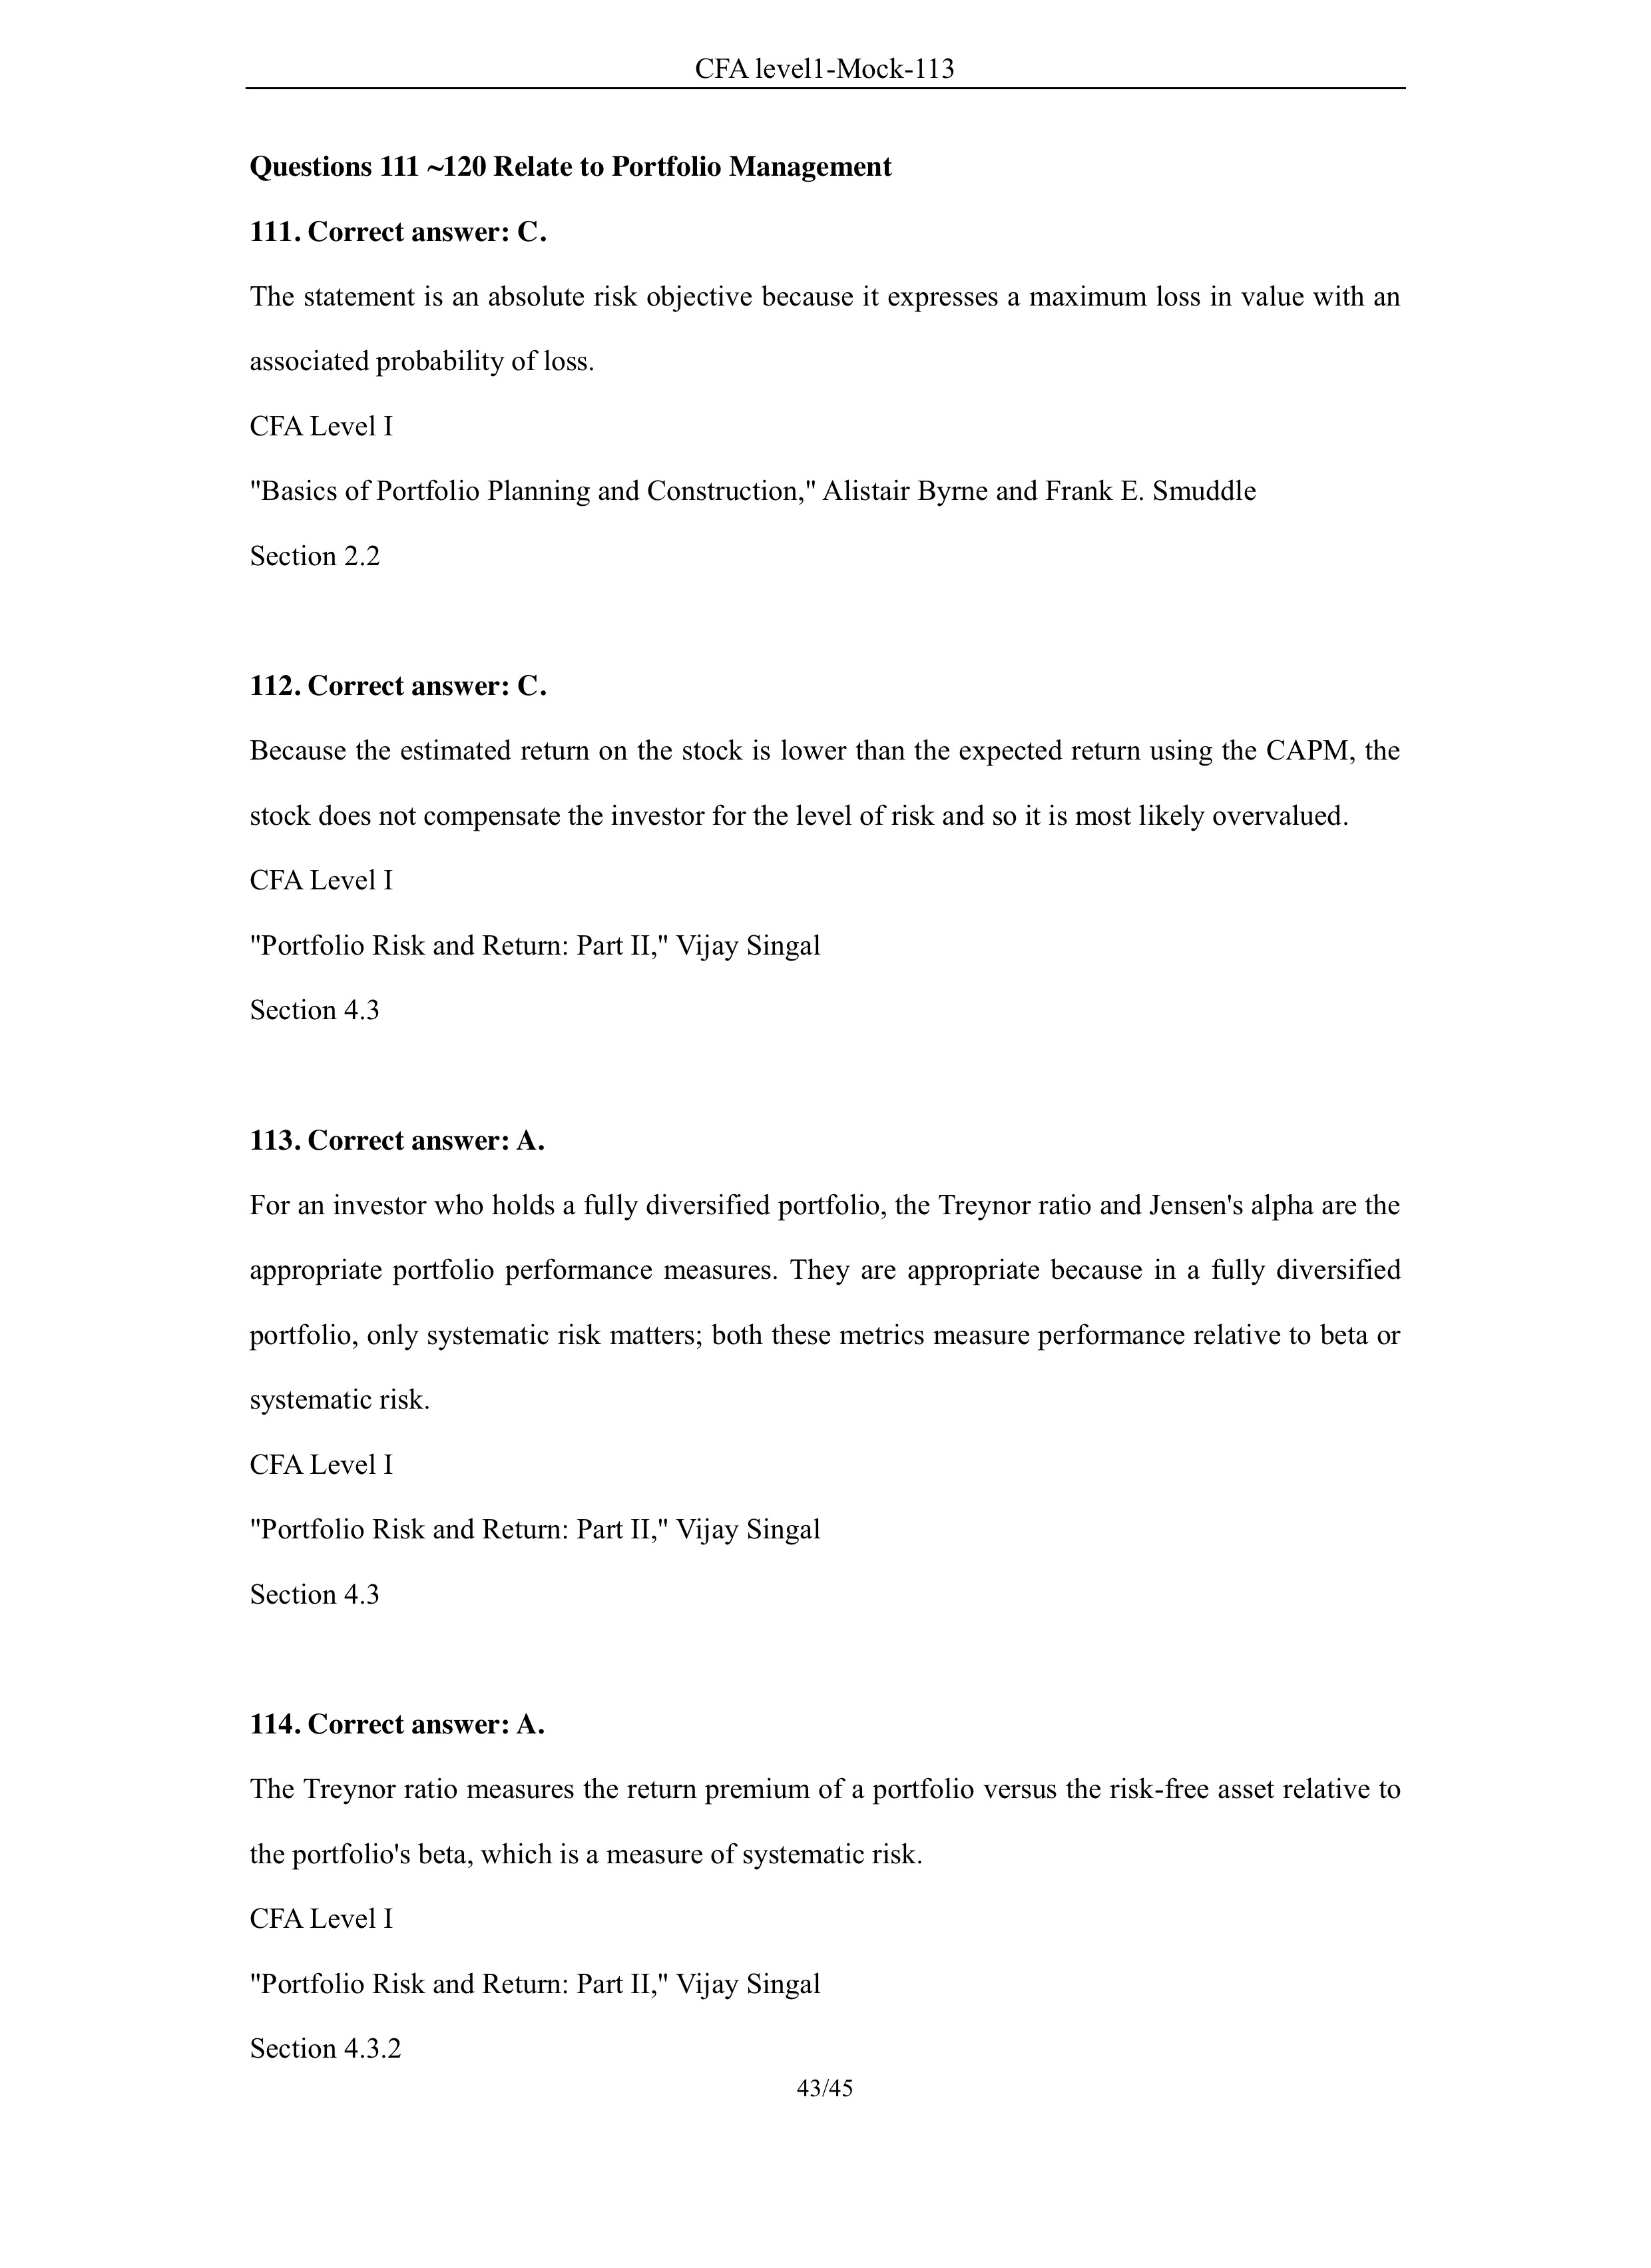 CFA level1-Mock-113
Questions 111 ~120 Relate to Portfolio Management
111. Correct answer: C.
The statement is an absolute risk objective because it expresses a maximum loss in value with an
associated probability of loss.
CFA Level I
"Basics of Portfolio Planning and Construction," Alistair Byrne and Frank E. Smuddle
Section 2.2
112. Correct answer: C.
Because the estimated return on the stock is lower than the expected return using the CAPM, the
stock does not compensate the investor for the level of risk and so it is most likely overvalued.
CFA Level I
"Portfolio Risk and Return: Part II," Vijay Singal
Section 4.3
113. Correct answer: A.
For an investor who holds a fully diversified portfolio, the Treynor ratio and Jensen's alpha are the
appropriate portfolio performance measures. They are appropriate because in a fully diversified
portfolio, only systematic risk matters; both these metrics measure performance relative to beta or
systematic risk.
CFA Level I
"Portfolio Risk and Return: Part II," Vijay Singal
Section 4.3
114. Correct answer: A.
The Treynor ratio measures the return premium of a portfolio versus the risk-free asset relative to
the portfolio's beta, which is a measure of systematic risk.
CFA Level I
"Portfolio Risk and Return: Part II," Vijay Singal
Section 4.3.2
43/45